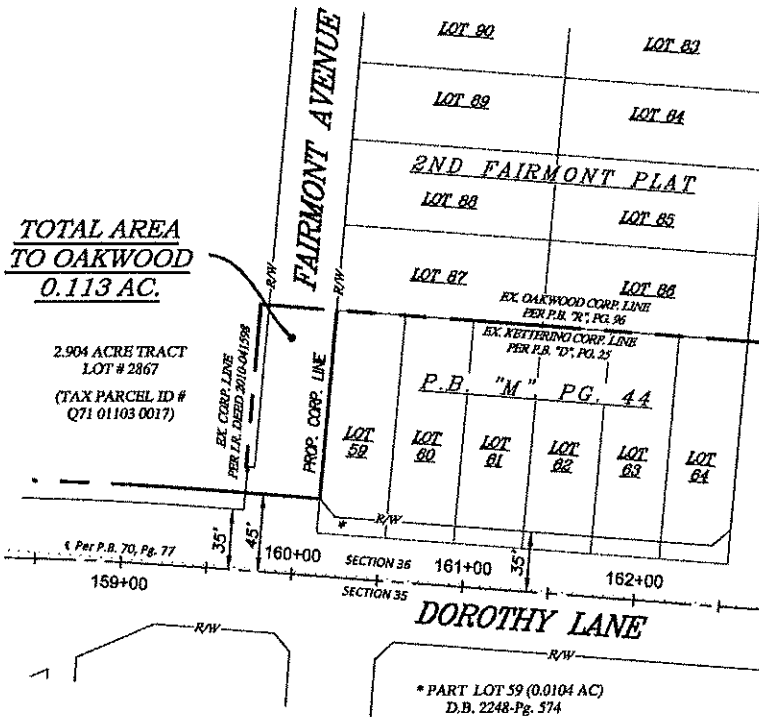 LOT 90
LOT 83
FAIRMONT AVENUE
LOT 89
LOT 84
2ND FAIRMONT PLAT
LOT 88
LOT 85
TOTAL AREA
TO OAKWOOD
0.113 AC.
R/W
R/W
LOT 87
LOT 86
EX. OAKWOOD CORP. LINE
PER P.B. "R", PG. 96
EX. KETTERING CORP. LINE
PER P.B. "D", PG. 25
2.904 ACRE TRACT
LOT # 2867
(TAX PARCEL ID #
Q71 01103 0017)
EX. CORP. LINE
PER I.R. DEED 2010-041598
PROP. CORP. LINE
P.B. "M" PG. 44
LOT
59
LOT
60
LOT
61
LOT
62
LOT
63
LOT
64
* R/W
35'
45'
35'
Per P.B. 70, Pg. 77
159+00
160+00
SECTION 36
161+00
162+00
SECTION 35
DOROTHY LANE
R/W
R/W
* PART LOT 59 (0.0104 AC)
D.B. 2248-Pg. 574